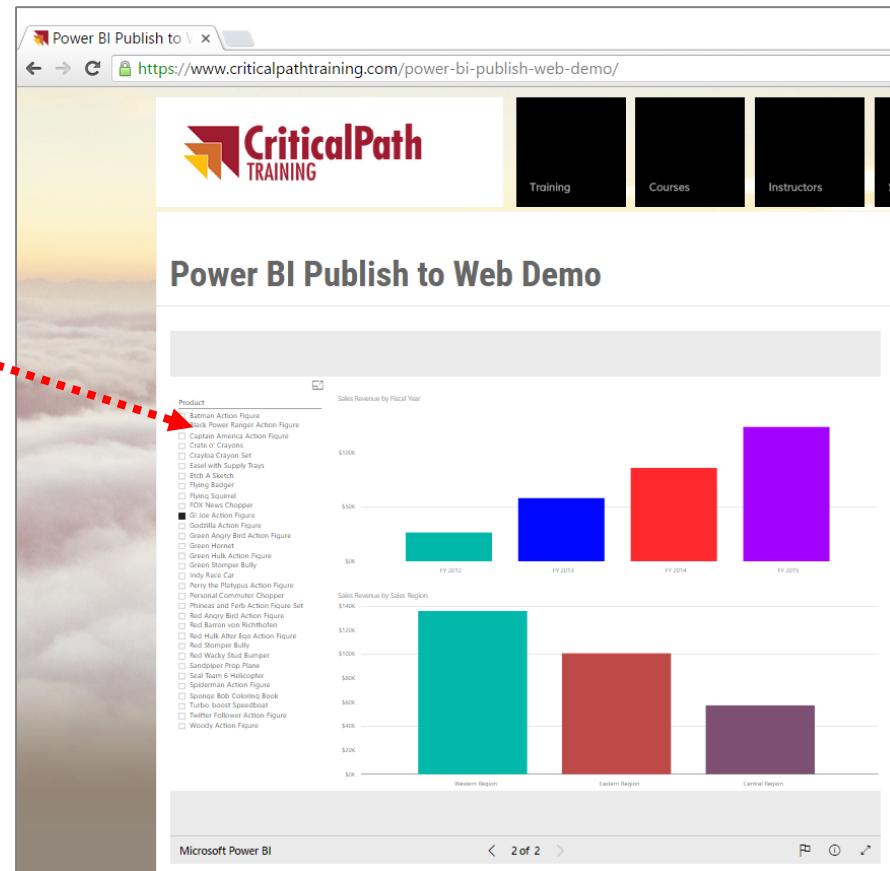 Power BI Publish to W
https://www.criticalpathtraining.com/power-bi-publish-web-demo/
CriticalPath
TRAINING
Training
Courses
Instructors
Power BI Publish to Web Demo
Product
Batman Action Figure
Black Power Ranger Action Figure
Captain America Action Figure
Crate o' Crayons
Crayloa Crayon Set
Easel with Supply Trays
Etch A Sketch
Flying Badger
Flying Squirrel
FOX News Chopper
GI Joe Action Figure
Godzilla Action Figure
Green Angry Bird Action Figure
Green Hornet
Green Hulk Action Figure
Green Stomper Bully
Indy Race Car
Perry the Platypus Action Figure
Personal Commuter Chopper
Phineas and Ferb Action Figure Set
Red Angry Bird Action Figure
Red Barron von Richthofen
Red Hulk Alter Ego Action Figure
Red Stomper Bully
Red Wacky Stud Bumper
Sandpiper Prop Plane
Seal Team 6 Helicopter
Spiderman Action Figure
Sponge Bob Coloring Book
Turbo boost Speedboat
Twitter Follower Action Figure
Woody Action Figure
Sales Revenue by Fiscal Year
$100K
$50K
$0K
FY 2012
FY 2013
FY 2014
FY 2015
Sales Revenue by Sales Region
$140K
$120K
$100K
$80K
$60K
$40K
$20K
$0K
Western Region
Eastern Region
Central Region
Microsoft Power BI
2 of 2